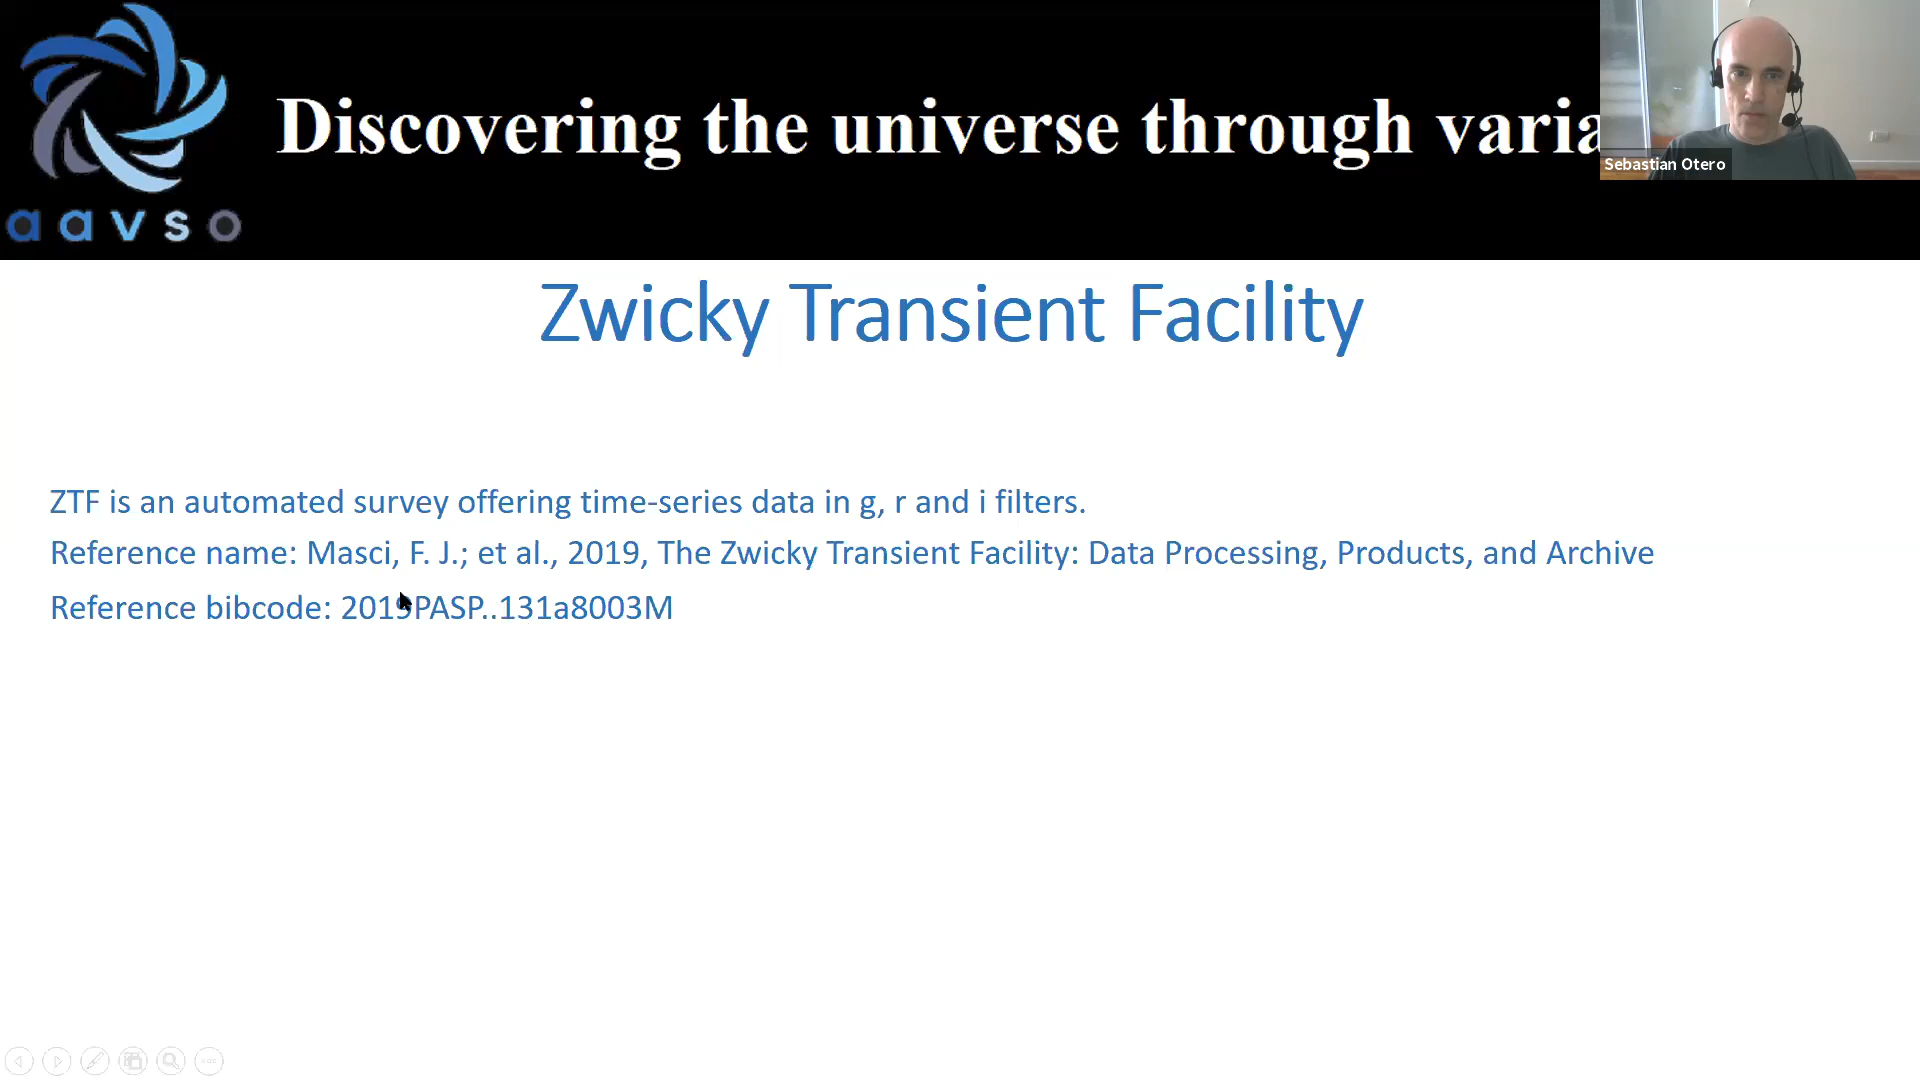 Discovering the universe through varia
Sebastian Otero
aavso
Zwicky Transient Facility
ZTF is an automated survey offering time-series data in g, r and i filters.
Reference name: Masci, F. J.; et al., 2019, The Zwicky Transient Facility: Data Processing, Products, and Archive
Reference bibcode: 2019PASP..131a8003M